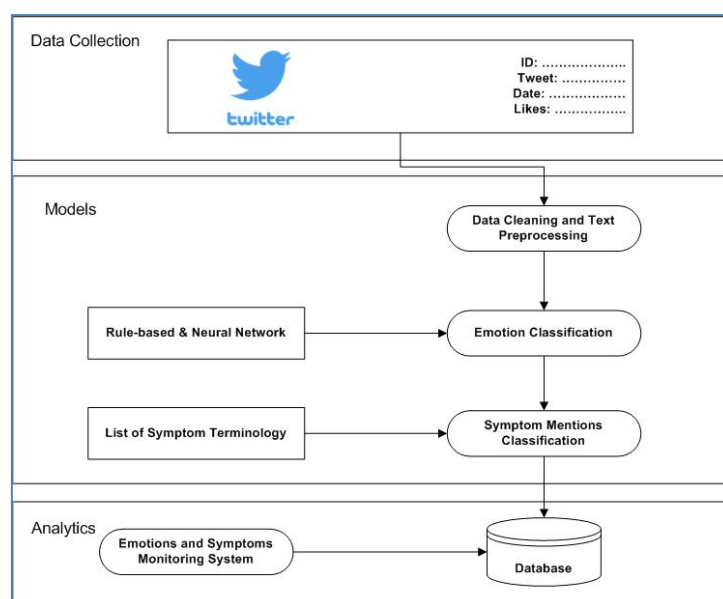 Data Collection
twitter
ID: ………………..
Tweet: ……………
Date: ………………
Likes: ……………..
Models
Data Cleaning and Text
Preprocessing
Rule-based & Neural Network
Emotion Classification
List of Symptom Terminology
Symptom Mentions
Classification
Analytics
Emotions and Symptoms
Monitoring System
Database